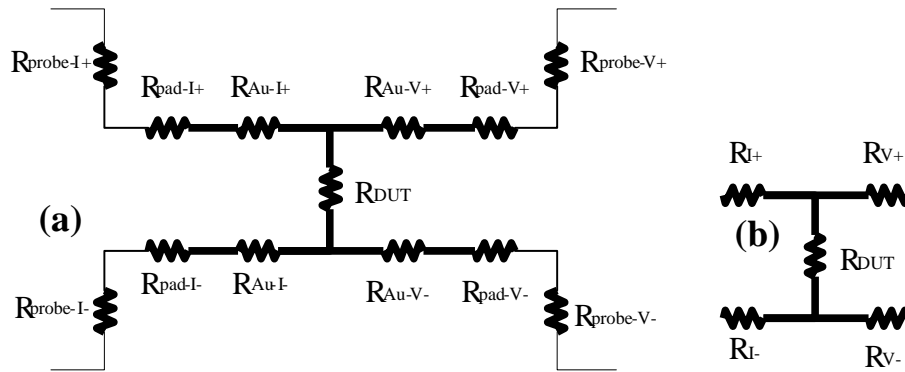 Rprobe-I+
Rprobe-V+
Rpad-I+ RAu-I+ RAu-V+ Rpad-V+
RDUT
(a)
Rpad-I- RAu-I- RAu-V- Rpad-V-
Rprobe-I-
Rprobe-V-
RI+ RV+
(b)
RDUT
RI- RV-